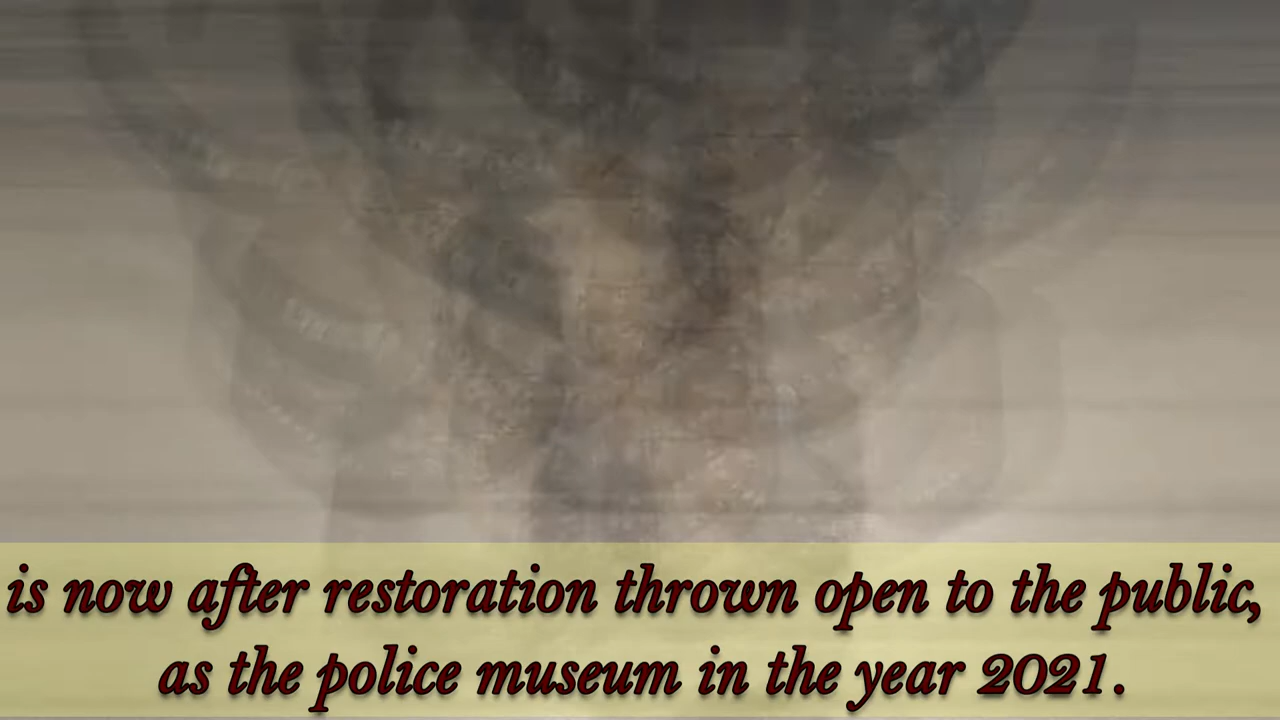 is now after restoration thrown open to the public,
as the police museum in the year 2021.